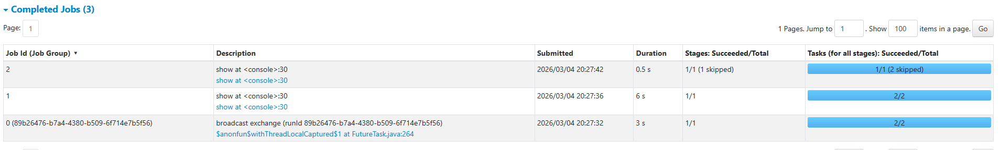 Completed Jobs (3)
Page: 1
1 Pages. Jump to 1 . Show 100 items in a page. Go
Job Id (Job Group) ▾ Description Submitted Duration Stages: Succeeded/Total Tasks (for all stages): Succeeded/Total
2 show at <console>:30 2026/03/04 20:27:42 0.5 s 1/1 (1 skipped) 1/1 (2 skipped)
show at <console>:30
1 show at <console>:30 2026/03/04 20:27:36 6 s 1/1 2/2
show at <console>:30
0 (89b26476-b7a4-4380-b509-6f714e7b5f56) broadcast exchange (runId 89b26476-b7a4-4380-b509-6f714e7b5f56) 2026/03/04 20:27:32 3 s 1/1 2/2
$anonfun$withThreadLocalCaptured$1 at FutureTask.java:264